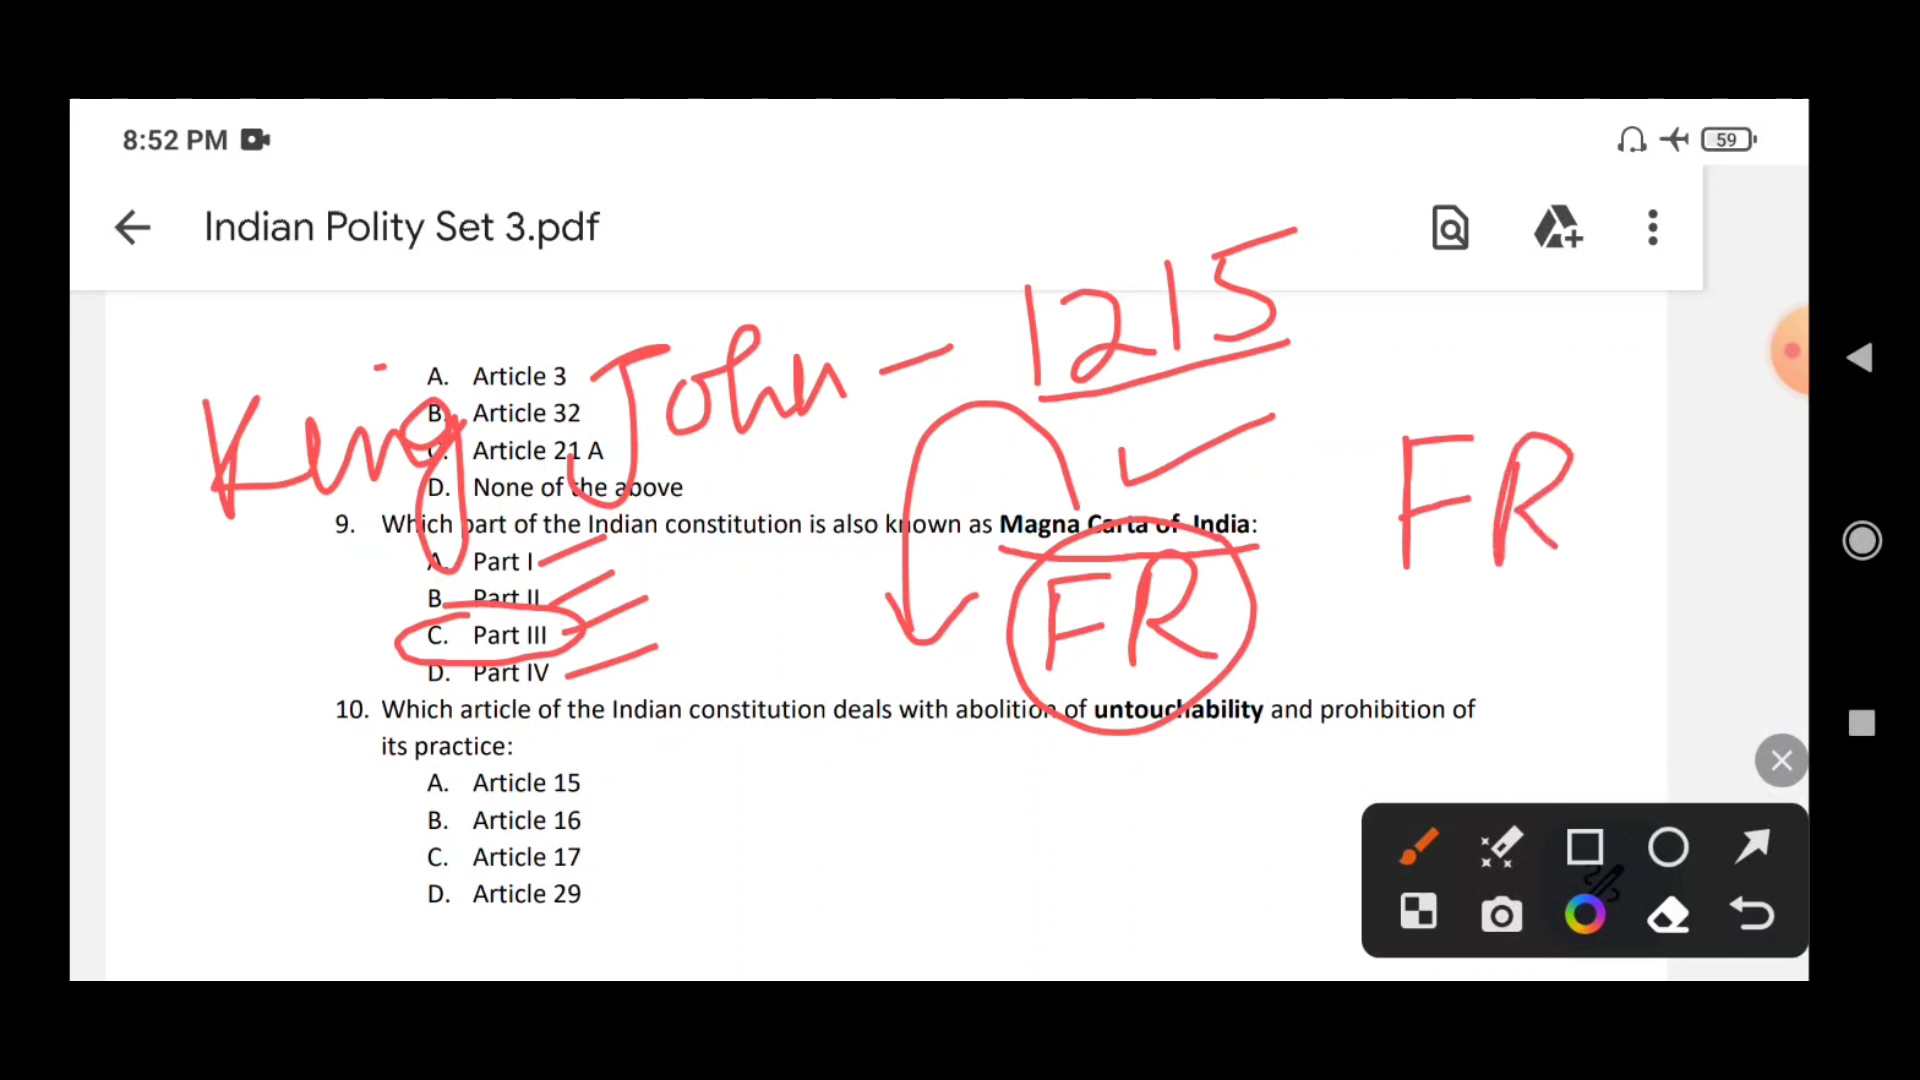 8:52 PM
59
Indian Polity Set 3.pdf
King John - 1215
A. Article 3
B. Article 32
C. Article 21 A
D. None of the above
9. Which part of the Indian constitution is also known as Magna Carta of India:
FR
A. Part I
B. Part II
C. Part III
D. Part IV
FR
10. Which article of the Indian constitution deals with abolition of untouchability and prohibition of
its practice:
A. Article 15
B. Article 16
C. Article 17
D. Article 29